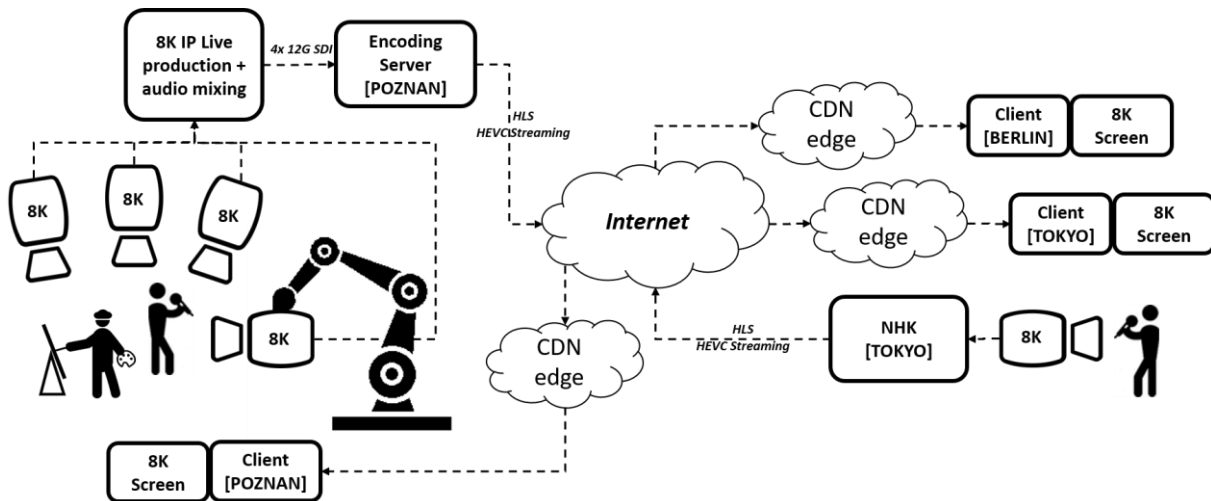 8K IP Live
production +
audio mixing
4x 12G SDI
Encoding
Server
[POZNAN]
HLS
HEVC Streaming
CDN
edge
Client
[BERLIN]
8K
Screen
8K
8K
8K
Internet
CDN
edge
Client
[TOKYO]
8K
Screen
8K
CDN
edge
HLS
HEVC Streaming
NHK
[TOKYO]
8K
8K
Screen
Client
[POZNAN]